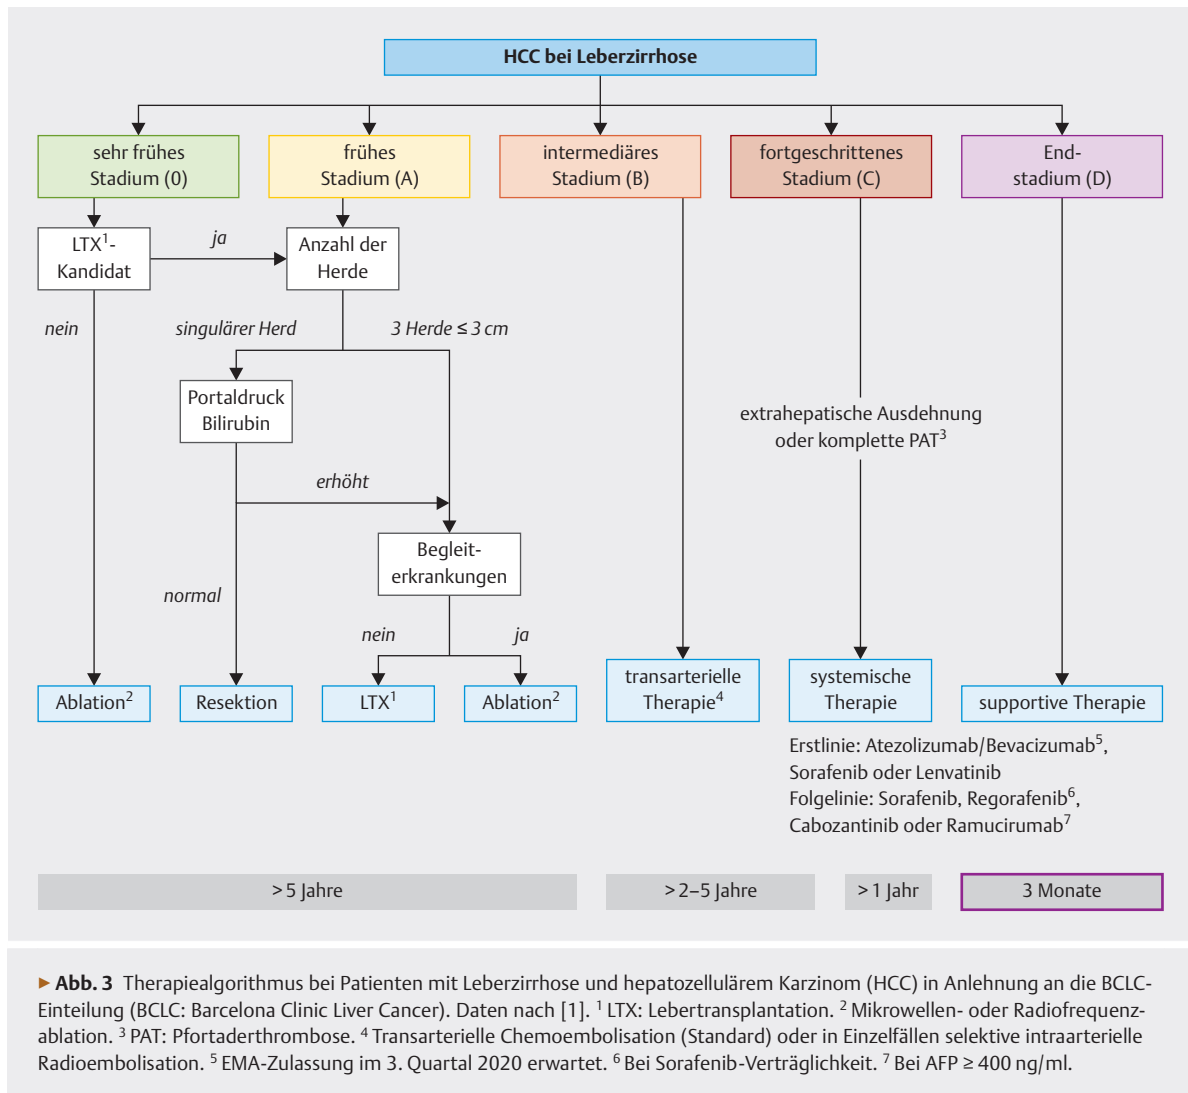 HCC bei Leberzirrhose
sehr frühes
Stadium (0)
frühes
Stadium (A)
intermediäres
Stadium (B)
fortgeschrittenes
Stadium (C)
End-
stadium (D)
LTX¹-
Kandidat
ja
Anzahl der
Herde
nein
singulärer Herd
3 Herde ≤ 3 cm
Portaldruck
Bilirubin
extrahepatische Ausdehnung
oder komplette PAT³
erhöht
Begleit-
erkrankungen
normal
nein
ja
Ablation²
Resektion
LTX¹
Ablation²
transarterielle
Therapie⁴
systemische
Therapie
supportive Therapie
Erstlinie: Atezolizumab/Bevacizumab⁵,
Sorafenib oder Lenvatinib
Folgelinie: Sorafenib, Regorafenib⁶,
Cabozantinib oder Ramucirumab⁷
> 5 Jahre
> 2–5 Jahre
> 1 Jahr
3 Monate
▶ Abb. 3 Therapiealgorithmus bei Patienten mit Leberzirrhose und hepatozellulärem Karzinom (HCC) in Anlehnung an die BCLC-
Einteilung (BCLC: Barcelona Clinic Liver Cancer). Daten nach [1]. ¹ LTX: Lebertransplantation. ² Mikrowellen- oder Radiofrequenz-
ablation. ³ PAT: Pfortaderthrombose. ⁴ Transarterielle Chemoembolisation (Standard) oder in Einzelfällen selektive intraarterielle
Radioembolisation. ⁵ EMA-Zulassung im 3. Quartal 2020 erwartet. ⁶ Bei Sorafenib-Verträglichkeit. ⁷ Bei AFP ≥ 400 ng/ml.